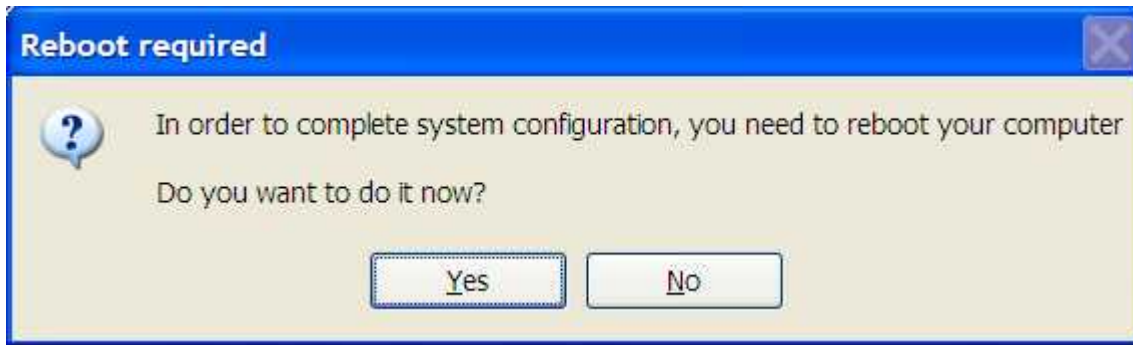 Reboot required
In order to complete system configuration, you need to reboot your computer
Do you want to do it now?
Yes No